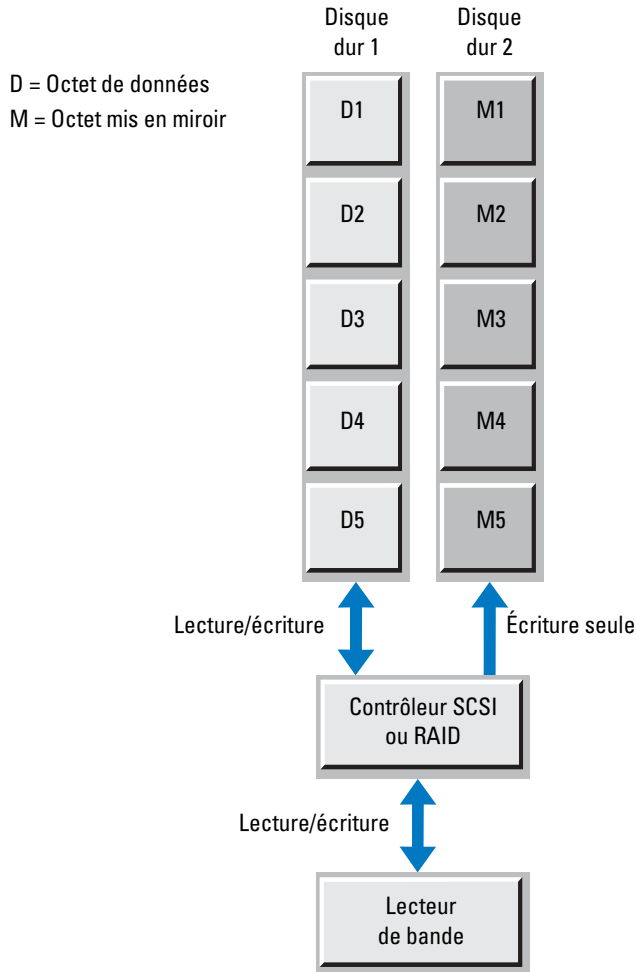 Disque
dur 1
Disque
dur 2
D = Octet de données
M = Octet mis en miroir
D1
M1
D2
M2
D3
M3
D4
M4
D5
M5
Lecture/écriture
Écriture seule
Contrôleur SCSI
ou RAID
Lecture/écriture
Lecteur
de bande